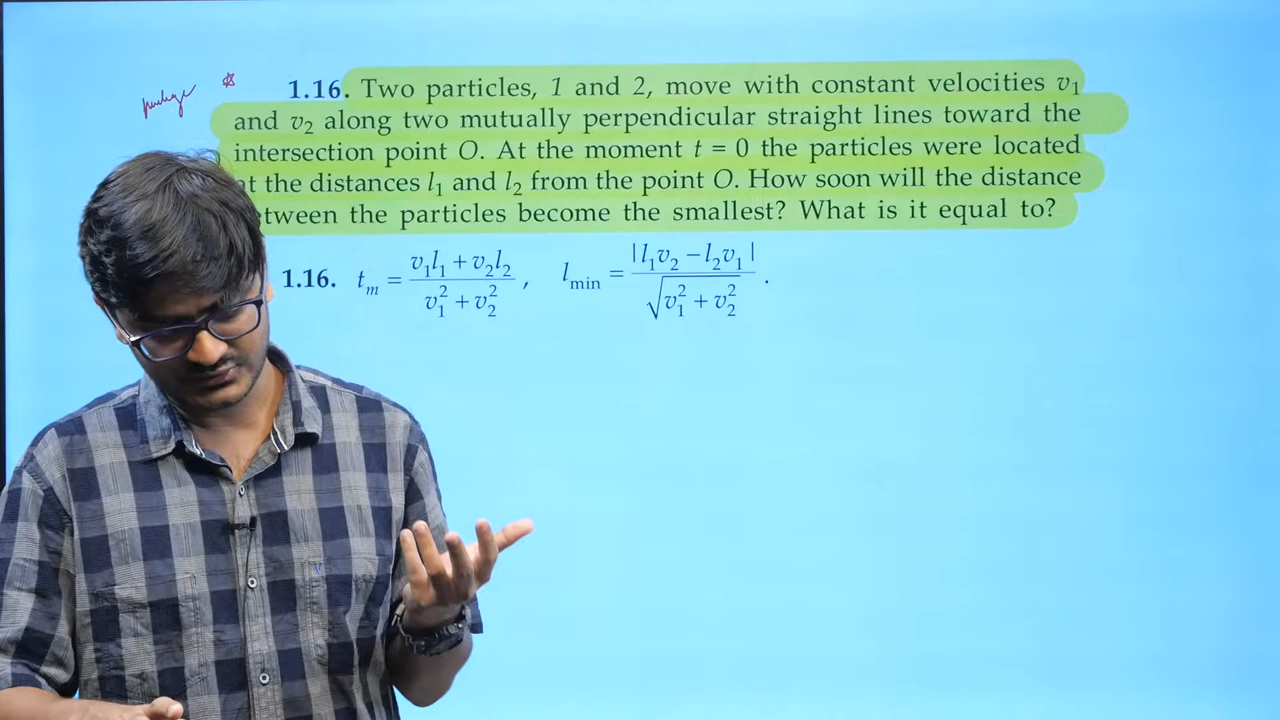 package
1.16. Two particles, 1 and 2, move with constant velocities v₁
and v₂ along two mutually perpendicular straight lines toward the
intersection point O. At the moment t = 0 the particles were located
at the distances l₁ and l₂ from the point O. How soon will the distance
etween the particles become the smallest? What is it equal to?
1.16. tₘ = (v₁l₁ + v₂l₂) / (v₁² + v₂²) , l_min = |l₁v₂ − l₂v₁| / √(v₁² + v₂²) .